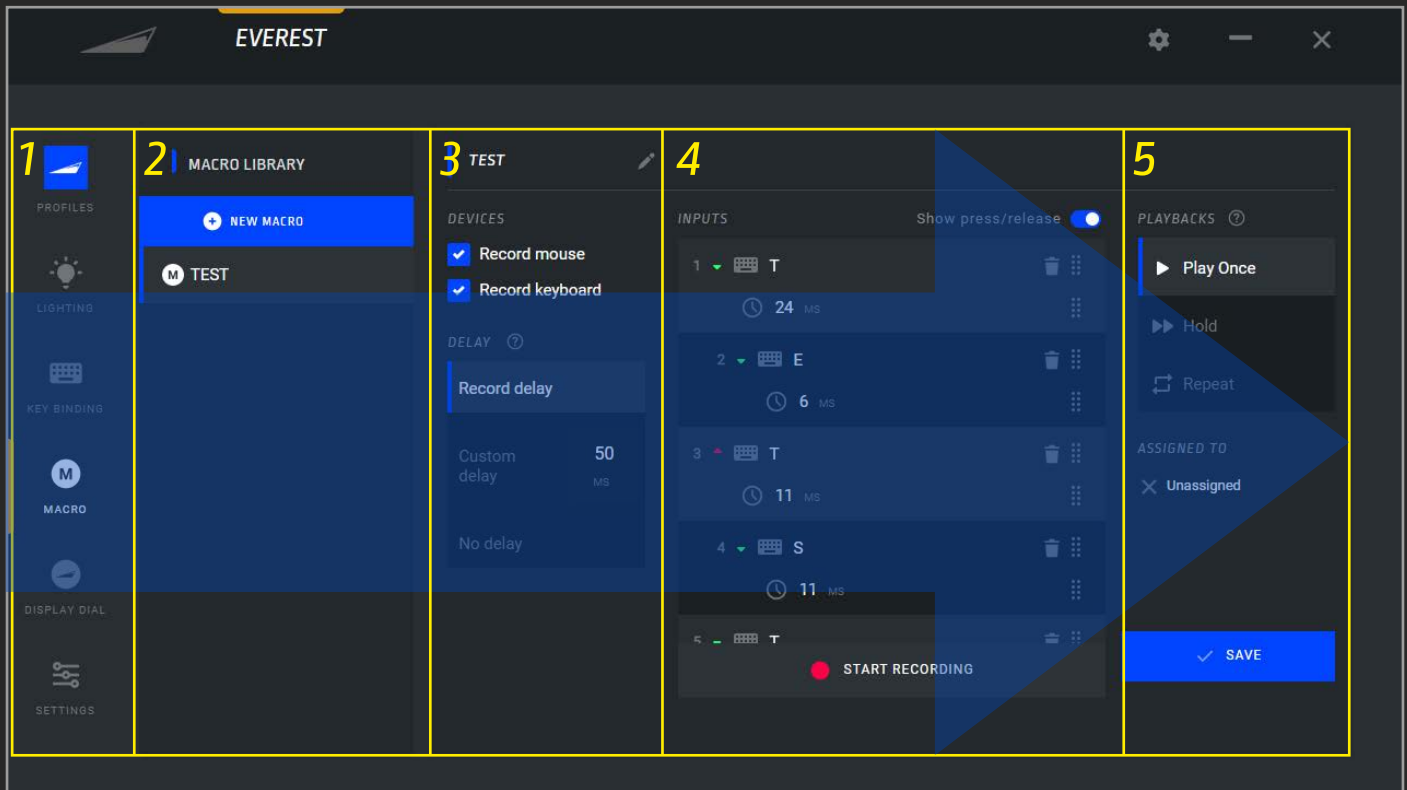 EVEREST
1
PROFILES
LIGHTING
KEY BINDING
M
MACRO
DISPLAY DIAL
SETTINGS
2
MACRO LIBRARY
NEW MACRO
M TEST
3
TEST
DEVICES
Record mouse
Record keyboard
DELAY ?
Record delay
Custom delay 50 MS
No delay
4
INPUTS Show press/release
1 T
24 MS
2 E
6 MS
3 T
11 MS
4 S
11 MS
5 T
START RECORDING
5
PLAYBACKS ?
Play Once
Hold
Repeat
ASSIGNED TO
Unassigned
SAVE